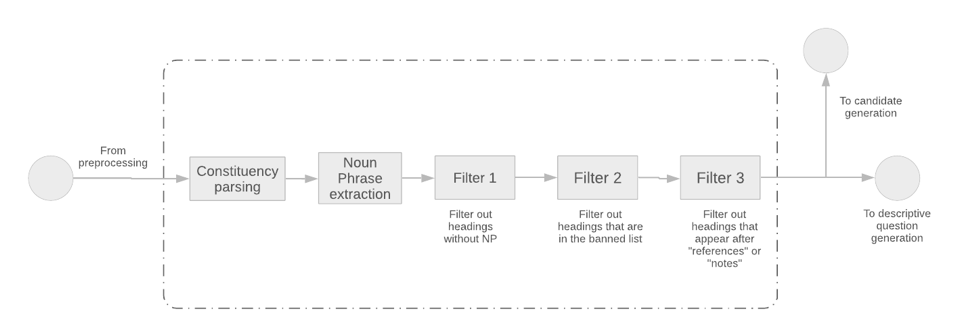 From
preprocessing
Constituency
parsing
Noun
Phrase
extraction
Filter 1
Filter out
headings
without NP
Filter 2
Filter out
headings that are
in the banned list
Filter 3
Filter out
headings that
appear after
"references" or
"notes"
To candidate
generation
To descriptive
question
generation